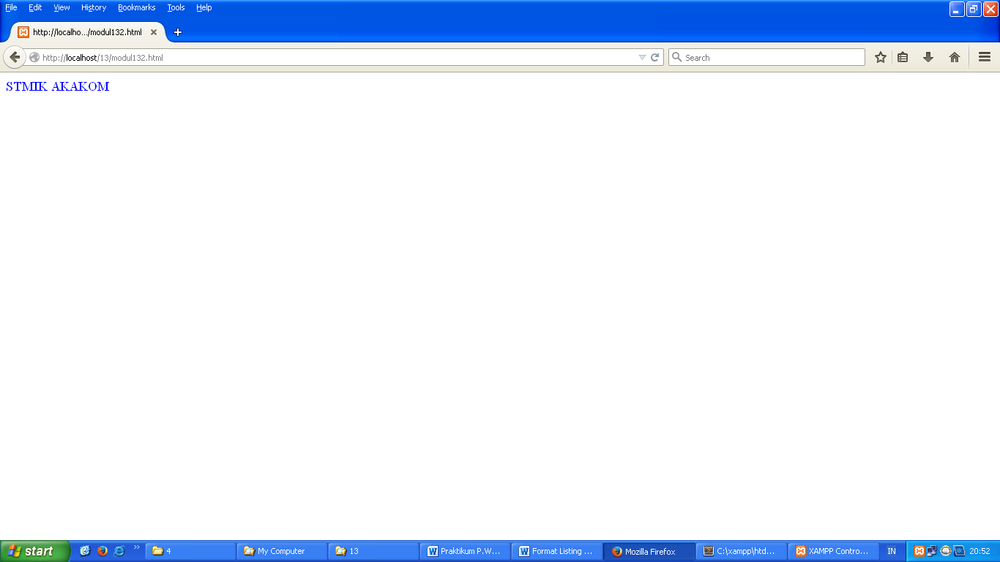 File Edit View History Bookmarks Tools Help
http://localho.../modul132.html
http://localhost/13/modul132.html
Search
STMIK AKAKOM
start
4
My Computer
13
Praktikum P.W...
Format Listing ...
Mozilla Firefox
C:\xampp\htd...
XAMPP Contro...
IN
20:52